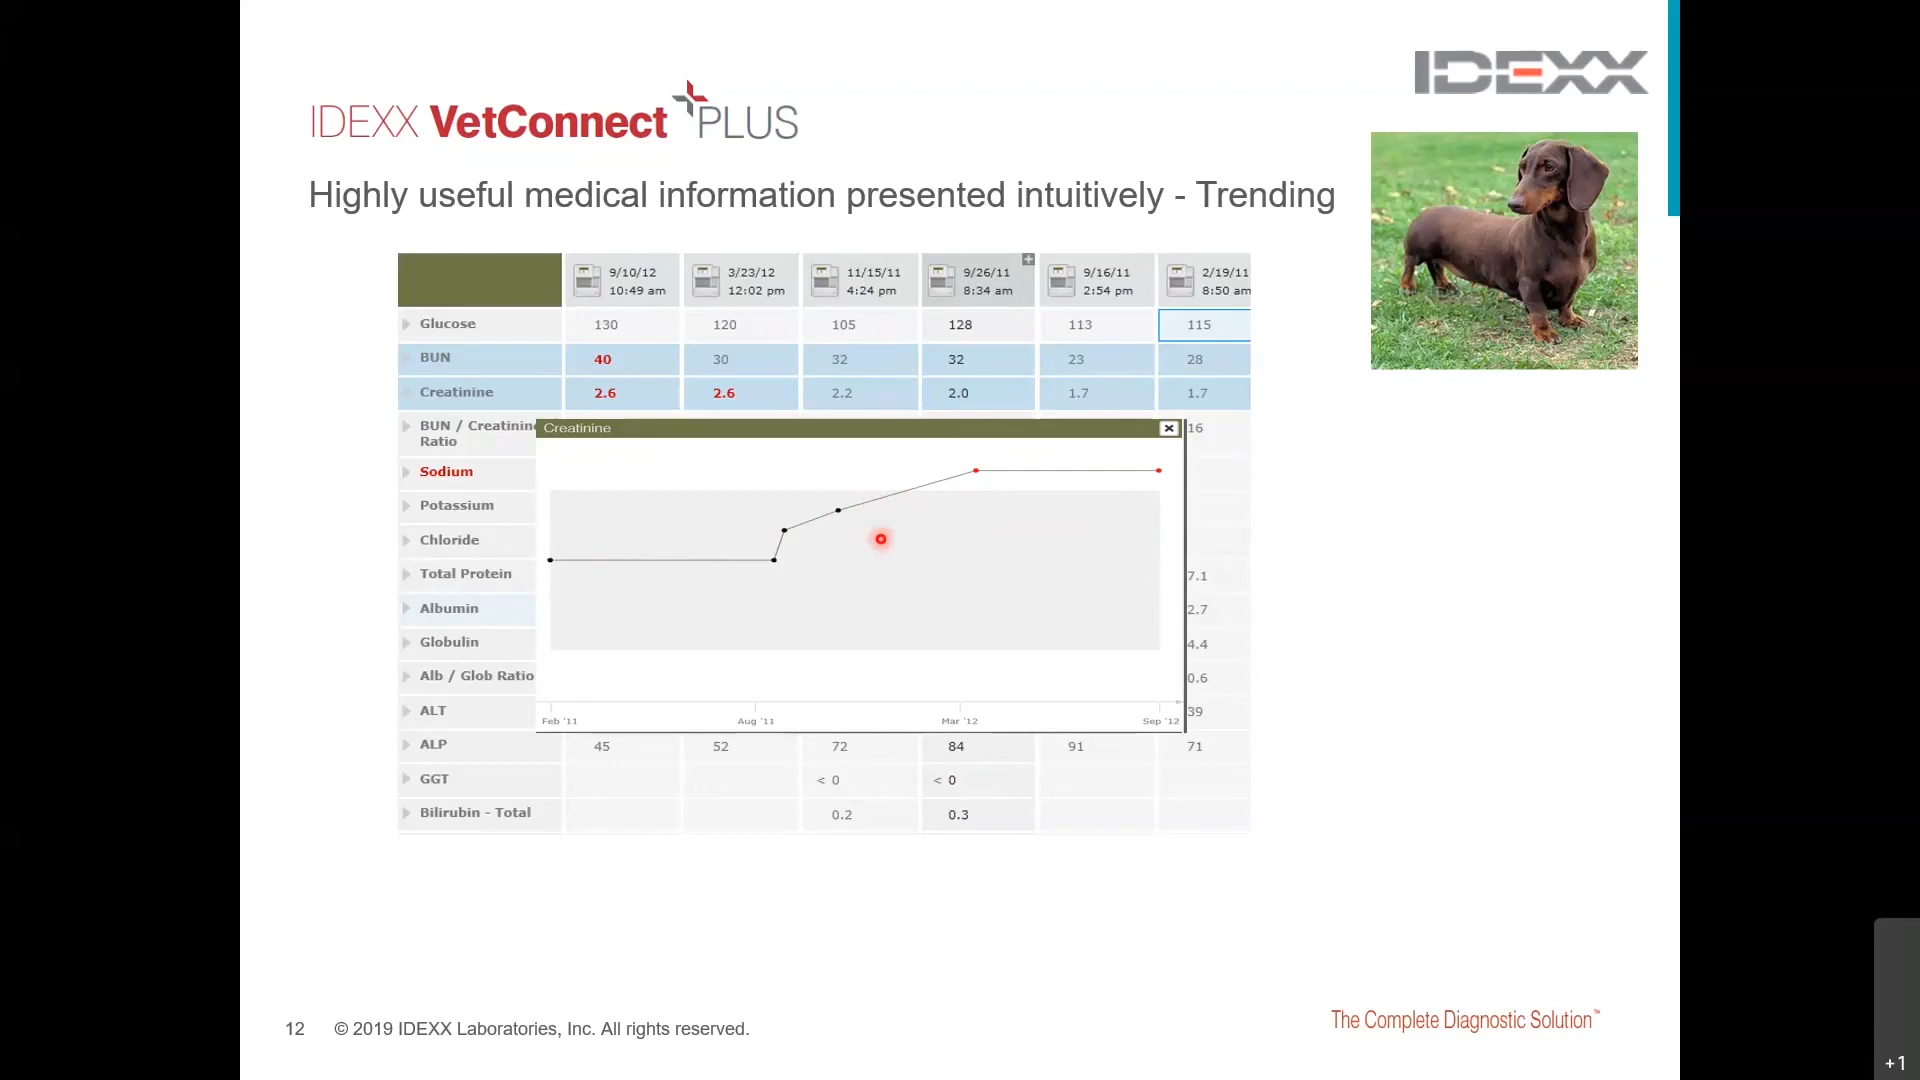 IDEXX
IDEXX VetConnect PLUS
Highly useful medical information presented intuitively - Trending
9/10/12 3/23/12 11/15/11 9/26/11 9/16/11 2/19/11
10:49 am 12:02 pm 4:24 pm 8:34 am 2:54 pm 8:50 am
Glucose 130 120 105 128 113 115
BUN 40 30 32 32 23 28
Creatinine 2.6 2.6 2.2 2.0 1.7 1.7
BUN / Creatinine 16
Ratio
Creatinine
Sodium
Potassium
Chloride
Total Protein 7.1
Albumin 2.7
Globulin 4.4
Alb / Glob Ratio 0.6
ALT 39
Feb '11 Aug '11 Mar '12 Sep '12
ALP 45 52 72 84 91 71
GGT < 0 < 0
Bilirubin - Total 0.2 0.3
12 © 2019 IDEXX Laboratories, Inc. All rights reserved.
The Complete Diagnostic Solution™
+1